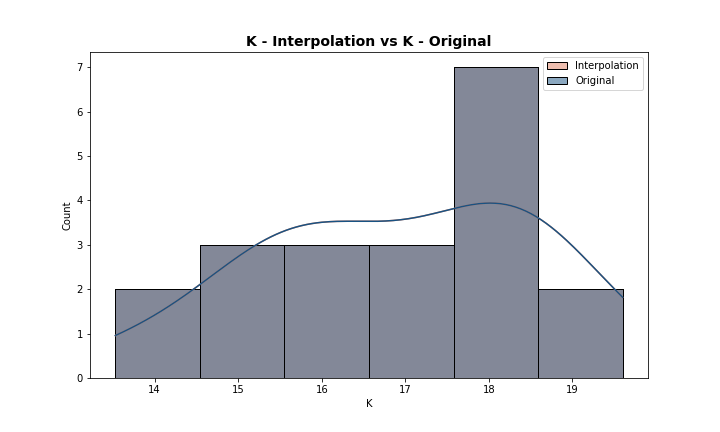 K - Interpolation vs K - Original
Interpolation
Original
7
6
5
4
3
2
1
0
Count
14 15 16 17 18 19
K